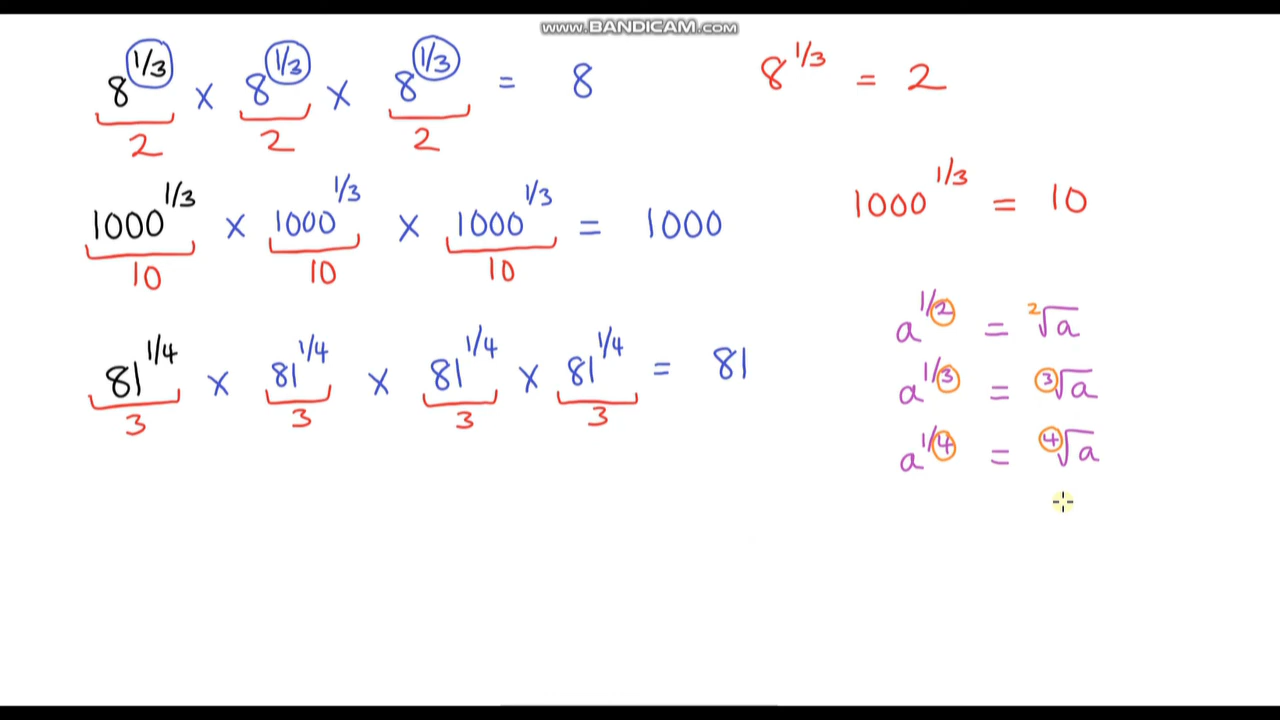 www.BANDICAM.com
8^(1/3) × 8^(1/3) × 8^(1/3) = 8
2 2 2
8^(1/3) = 2
1000^(1/3) × 1000^(1/3) × 1000^(1/3) = 1000
10 10 10
1000^(1/3) = 10
81^(1/4) × 81^(1/4) × 81^(1/4) × 81^(1/4) = 81
3 3 3 3
a^(1/2) = ²√a
a^(1/3) = ³√a
a^(1/4) = ⁴√a